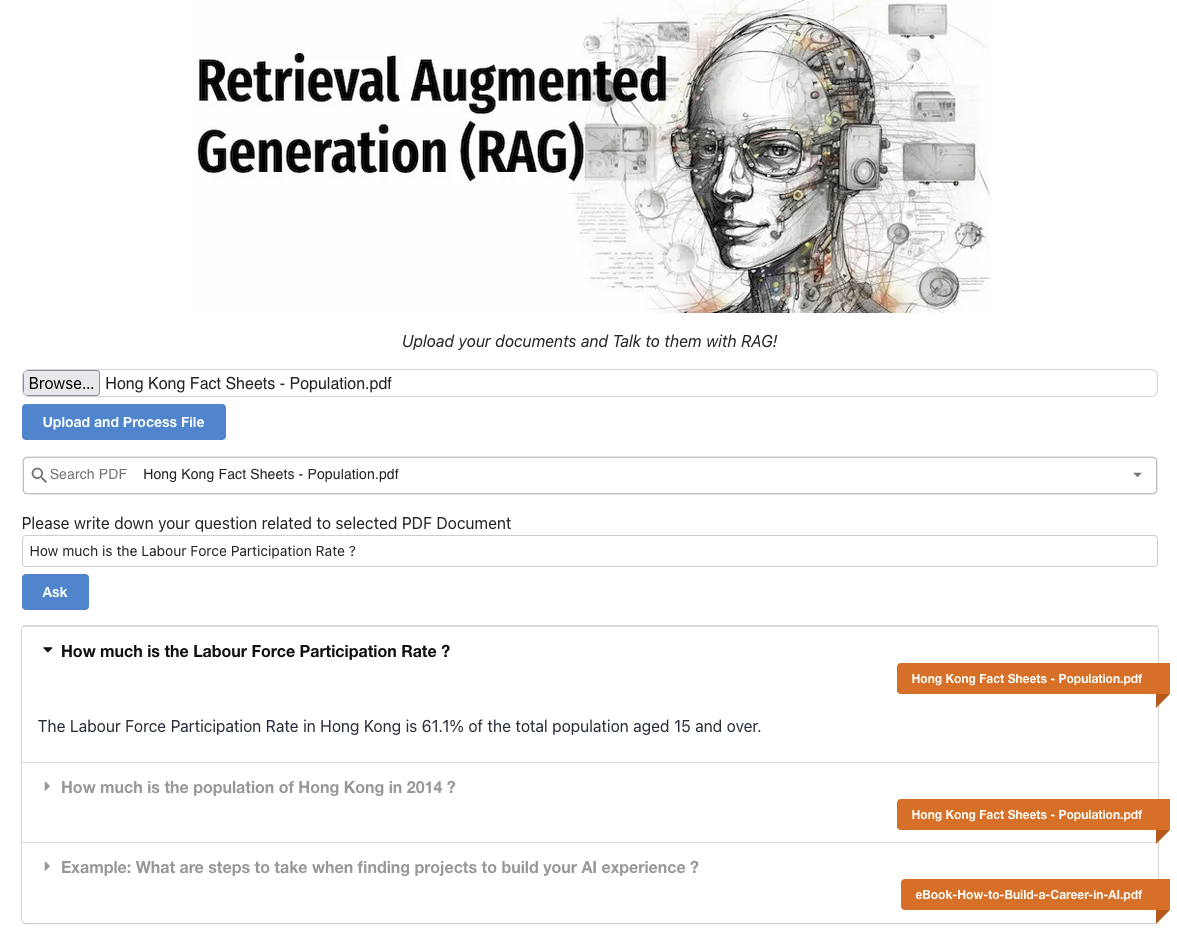 Retrieval Augmented
Generation (RAG)
Upload your documents and Talk to them with RAG!
Browse... Hong Kong Fact Sheets - Population.pdf
Upload and Process File
Search PDF Hong Kong Fact Sheets - Population.pdf
Please write down your question related to selected PDF Document
How much is the Labour Force Participation Rate ?
Ask
How much is the Labour Force Participation Rate ?
Hong Kong Fact Sheets - Population.pdf
The Labour Force Participation Rate in Hong Kong is 61.1% of the total population aged 15 and over.
How much is the population of Hong Kong in 2014 ?
Hong Kong Fact Sheets - Population.pdf
Example: What are steps to take when finding projects to build your AI experience ?
eBook-How-to-Build-a-Career-in-AI.pdf